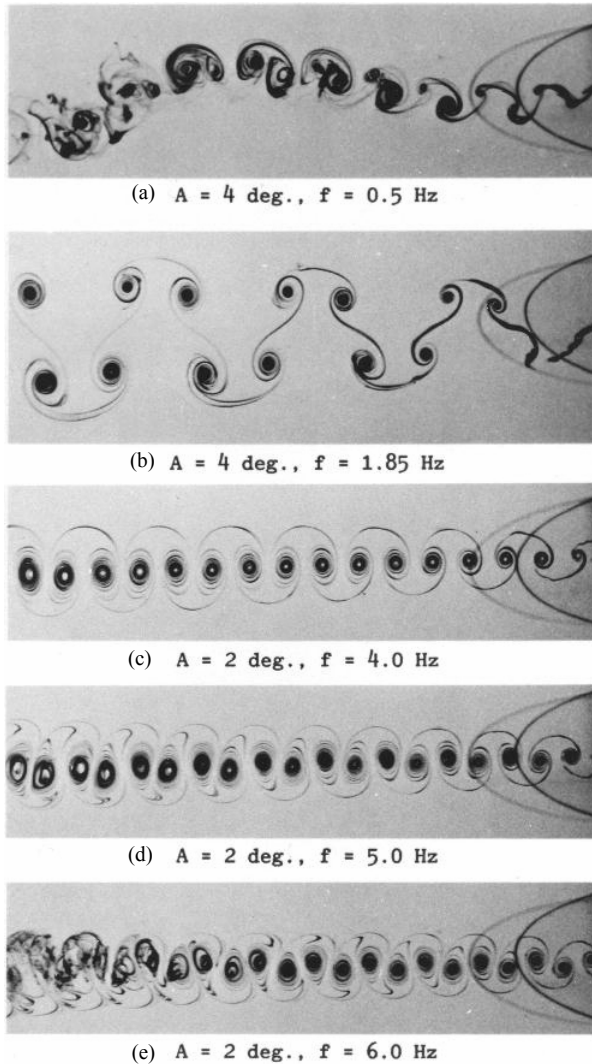 (a) A = 4 deg., f = 0.5 Hz
(b) A = 4 deg., f = 1.85 Hz
(c) A = 2 deg., f = 4.0 Hz
(d) A = 2 deg., f = 5.0 Hz
(e) A = 2 deg., f = 6.0 Hz